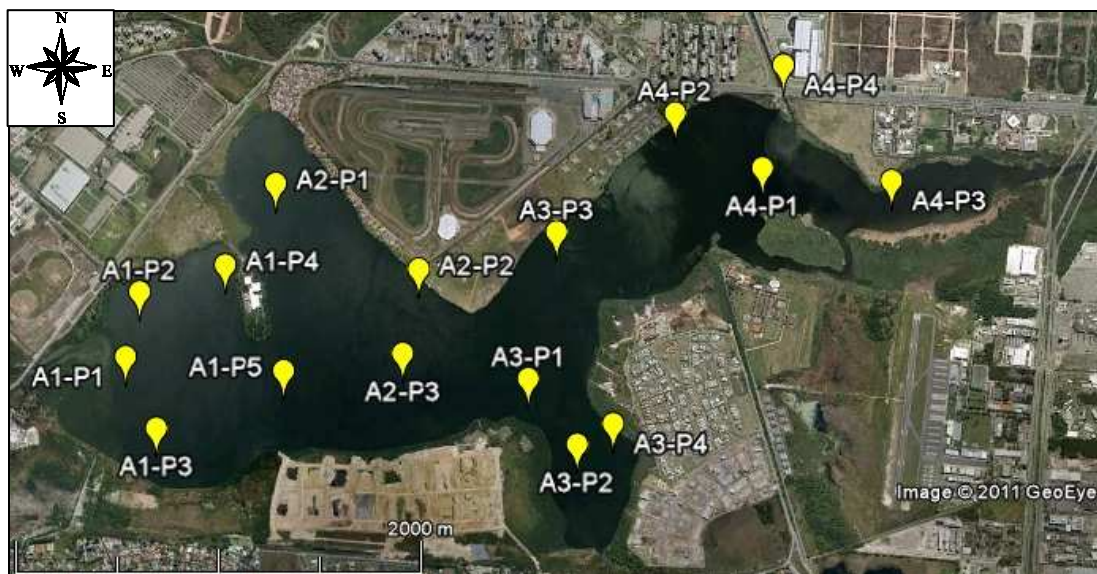 N
W E
S
A4-P4
A4-P2
A2-P1
A4-P1
A4-P3
A3-P3
A1-P4
A2-P2
A1-P2
A3-P1
A1-P1
A1-P5
A2-P3
A3-P4
A1-P3
A3-P2
Image © 2011 GeoEye
2000 m